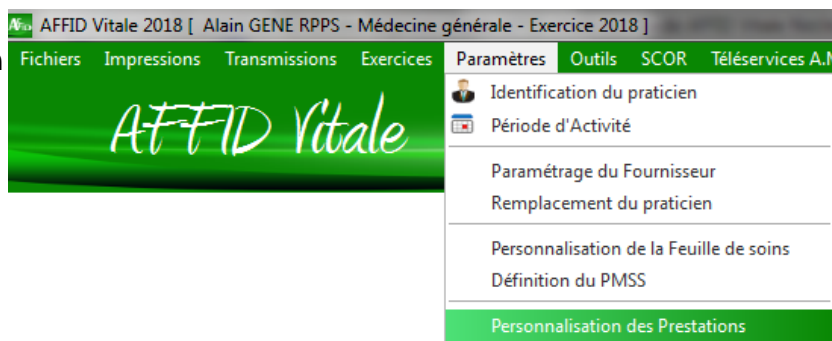 AFFID Vitale 2018 [ Alain GENE RPPS - Médecine générale - Exercice 2018 ]
Fichiers Impressions Transmissions Exercices Paramètres Outils SCOR Téléservices A.M
AFFID Vitale
Identification du praticien
Période d'Activité
Paramétrage du Fournisseur
Remplacement du praticien
Personnalisation de la Feuille de soins
Définition du PMSS
Personnalisation des Prestations